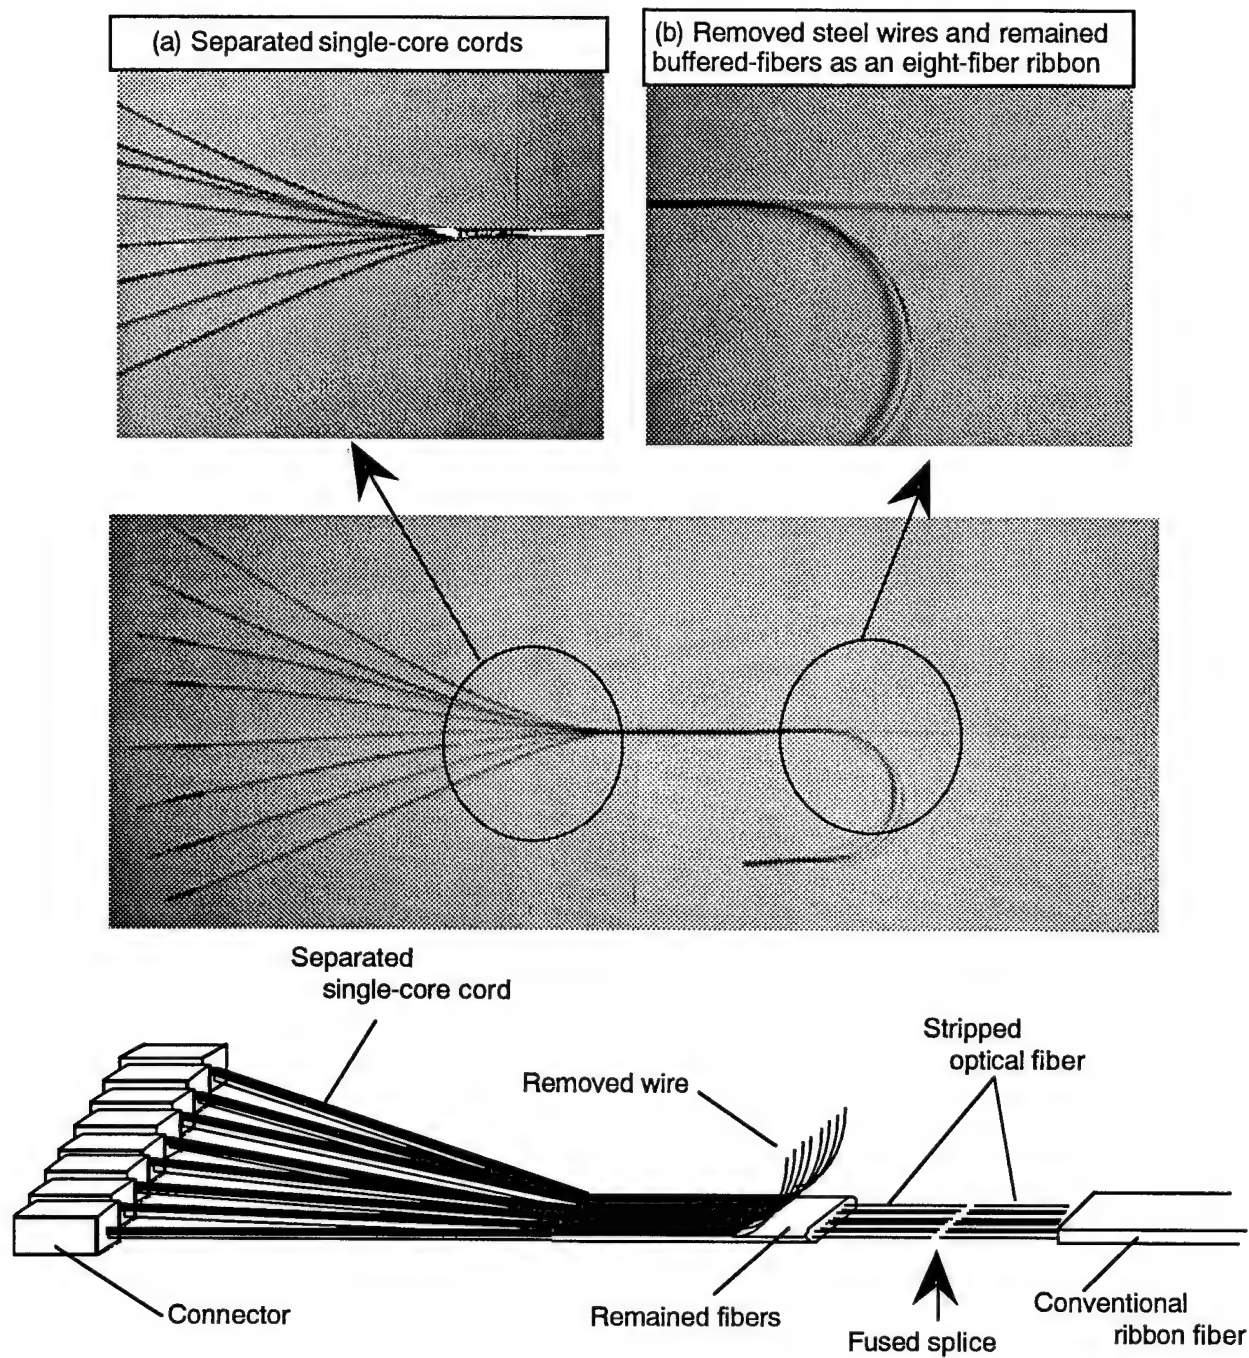 (a) Separated single-core cords
(b) Removed steel wires and remained
buffered-fibers as an eight-fiber ribbon
Separated
single-core cord
Stripped
optical fiber
Removed wire
Connector
Remained fibers
Fused splice
Conventional
ribbon fiber